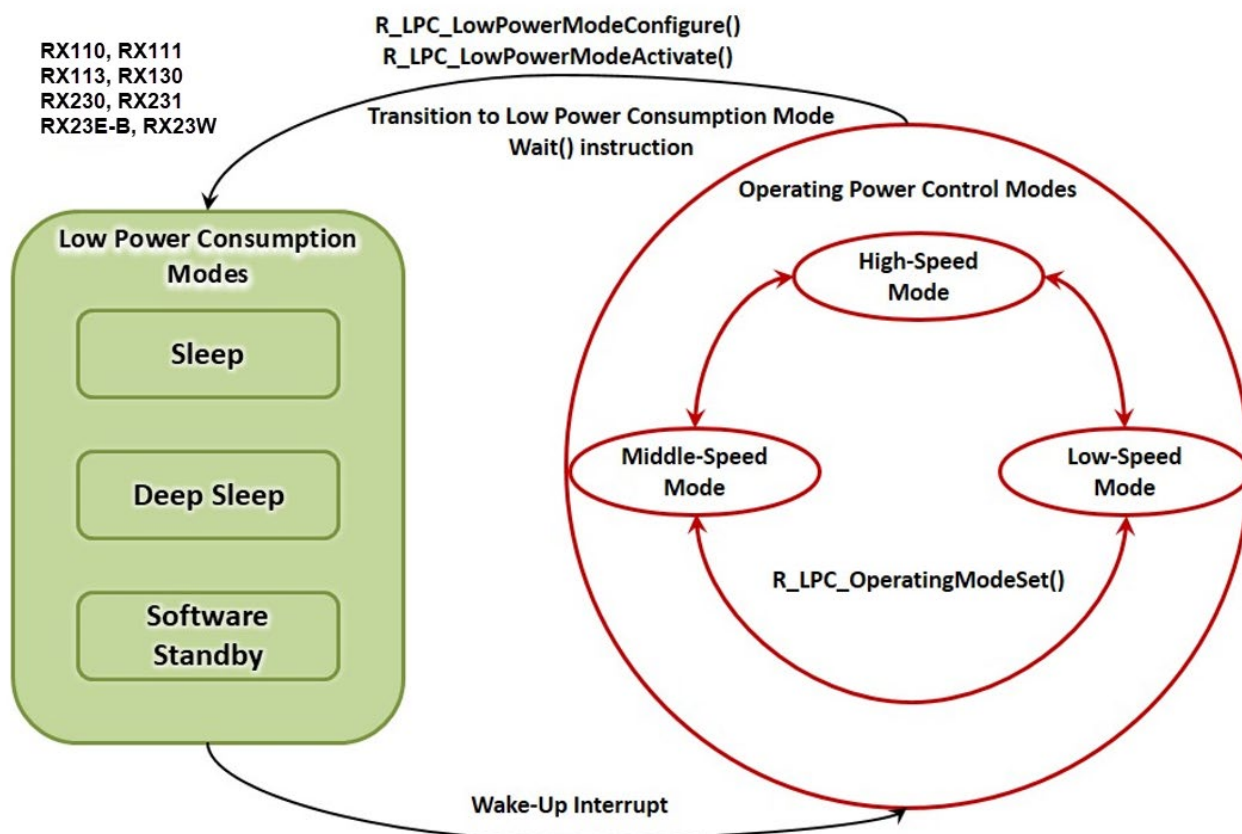 R_LPC_LowPowerModeConfigure()
R_LPC_LowPowerModeActivate()
RX110, RX111
RX113, RX130
RX230, RX231
RX23E-B, RX23W
Transition to Low Power Consumption Mode
Wait() instruction
Operating Power Control Modes
Low Power Consumption
Modes
High-Speed
Mode
Sleep
Middle-Speed
Mode
Low-Speed
Mode
Deep Sleep
R_LPC_OperatingModeSet()
Software
Standby
Wake-Up Interrupt